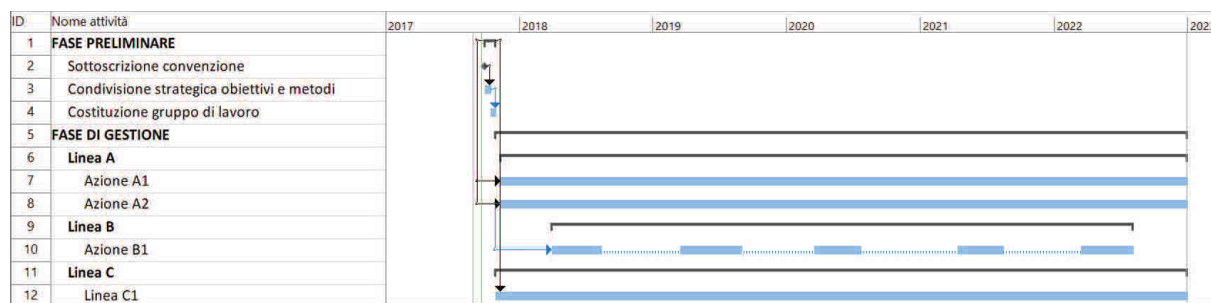 ID Nome attività 2017 2018 2019 2020 2021 2022 202
1 FASE PRELIMINARE
2 Sottoscrizione convenzione
3 Condivisione strategica obiettivi e metodi
4 Costituzione gruppo di lavoro
5 FASE DI GESTIONE
6 Linea A
7 Azione A1
8 Azione A2
9 Linea B
10 Azione B1
11 Linea C
12 Linea C1